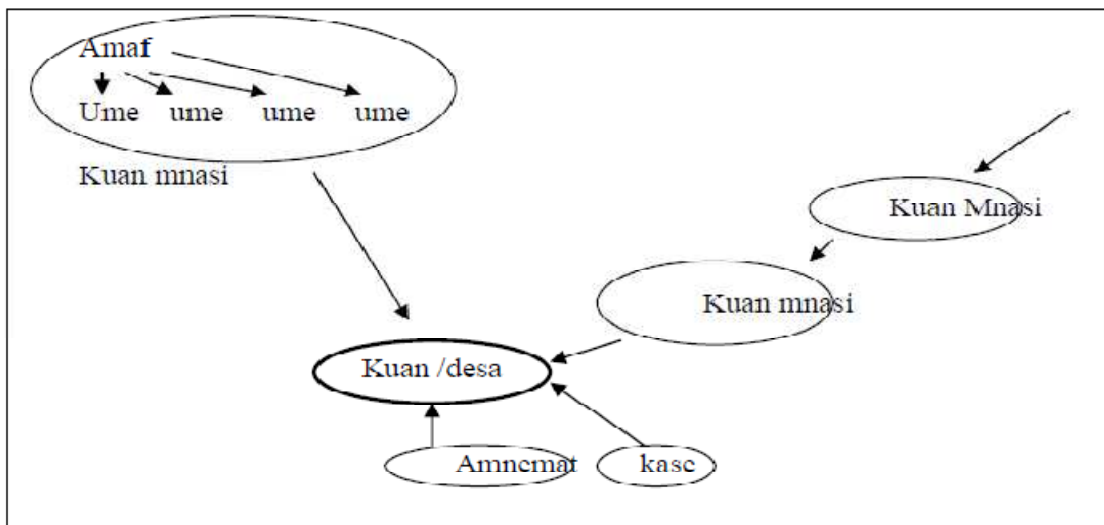 Amaf
Ume ume ume ume
Kuan mnasi
Kuan Mnasi
Kuan mnasi
Kuan /desa
Amnemat kase